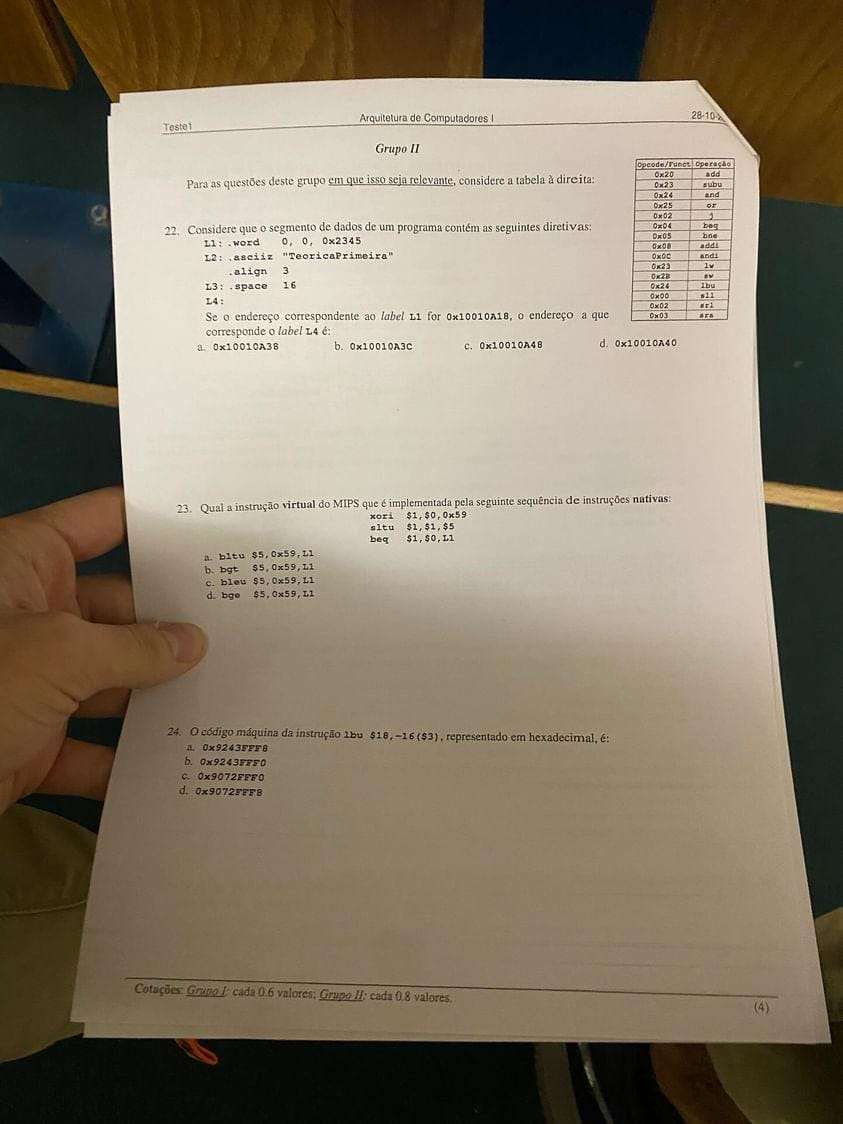 Teste1 Arquitetura de Computadores I 28-10-
Grupo II
Para as questões deste grupo em que isso seja relevante, considere a tabela à direita:
Opcode/Funct Operação
0x20 add
0x23 subu
0x24 and
0x25 or
0x02 j
0x04 beq
0x05 bne
0x08 addi
0x0C andi
0x23 lw
0x2B sw
0x24 lbu
0x00 sll
0x02 srl
0x03 sra
22. Considere que o segmento de dados de um programa contém as seguintes diretivas:
L1: .word 0, 0, 0x2345
L2: .asciiz "TeoricaPrimeira"
.align 3
L3: .space 16
L4:
Se o endereço correspondente ao label L1 for 0x10010A18, o endereço a que
corresponde o label L4 é:
a. 0x10010A38 b. 0x10010A3C c. 0x10010A48 d. 0x10010A40
23. Qual a instrução virtual do MIPS que é implementada pela seguinte sequência de instruções nativas:
xori $1,$0,0x59
sltu $1,$1,$5
beq $1,$0,L1
a. bltu $5,0x59,L1
b. bgt $5,0x59,L1
c. bleu $5,0x59,L1
d. bge $5,0x59,L1
24. O código máquina da instrução lbu $18,-16($3), representado em hexadecimal, é:
a. 0x9243FFF8
b. 0x9243FFF0
c. 0x9072FFF0
d. 0x9072FFF8
Cotações: Grupo I: cada 0.6 valores; Grupo II: cada 0.8 valores.
(4)